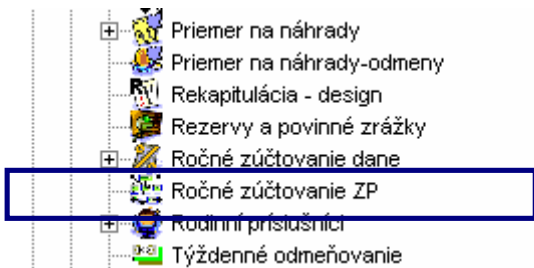 Priemer na náhrady
Priemer na náhrady-odmeny
Rekapitulácia - design
Rezervy a povinné zrážky
Ročné zúčtovanie dane
Ročné zúčtovanie ZP
Rodinní príslušníci
Týždenné odmeňovanie